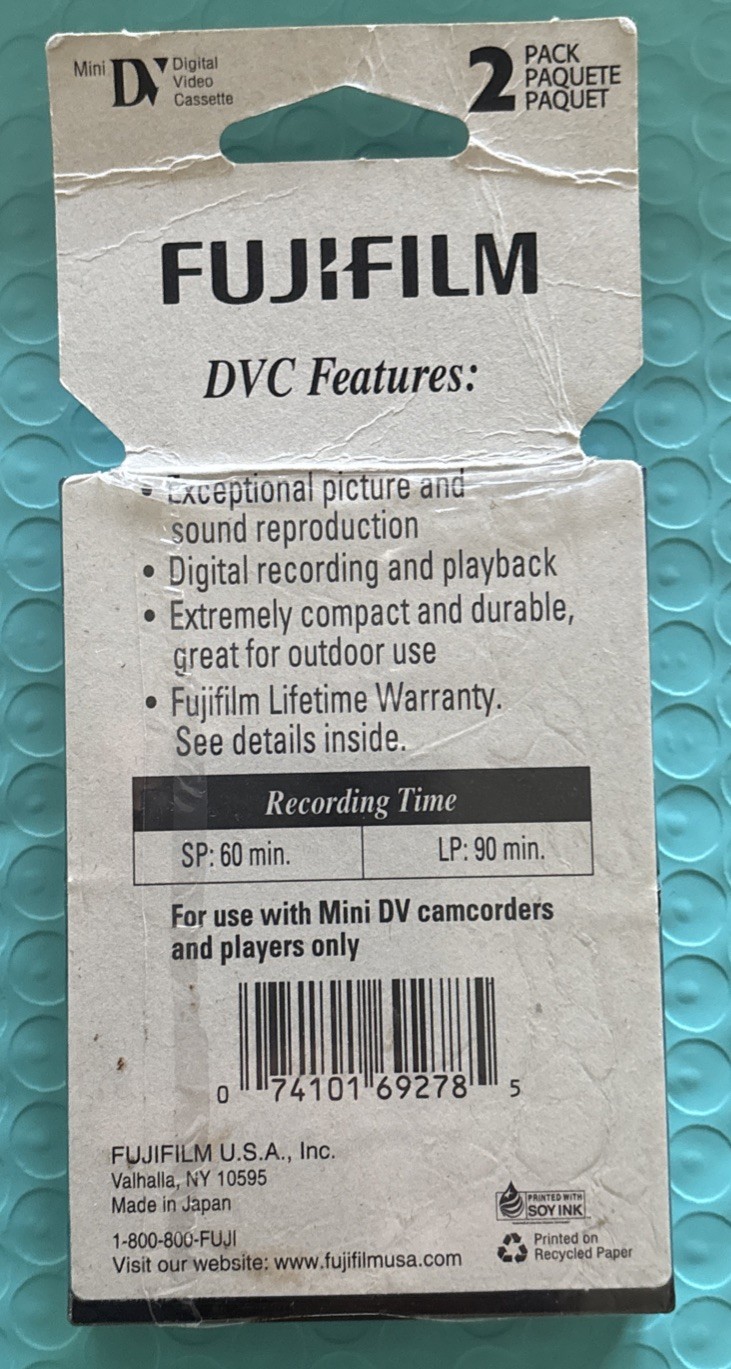 Mini DV Digital
Video
Cassette
2 PACK
PAQUETE
PAQUET
FUJIFILM
DVC Features:
• Exceptional picture and
sound reproduction
• Digital recording and playback
• Extremely compact and durable,
great for outdoor use
• Fujifilm Lifetime Warranty.
See details inside.
Recording Time
SP: 60 min. LP: 90 min.
For use with Mini DV camcorders
and players only
0 74101 69278 5
FUJIFILM U.S.A., Inc.
Valhalla, NY 10595
Made in Japan
1-800-800-FUJI
Visit our website: www.fujifilmusa.com
PRINTED WITH
SOY INK
Printed on
Recycled Paper